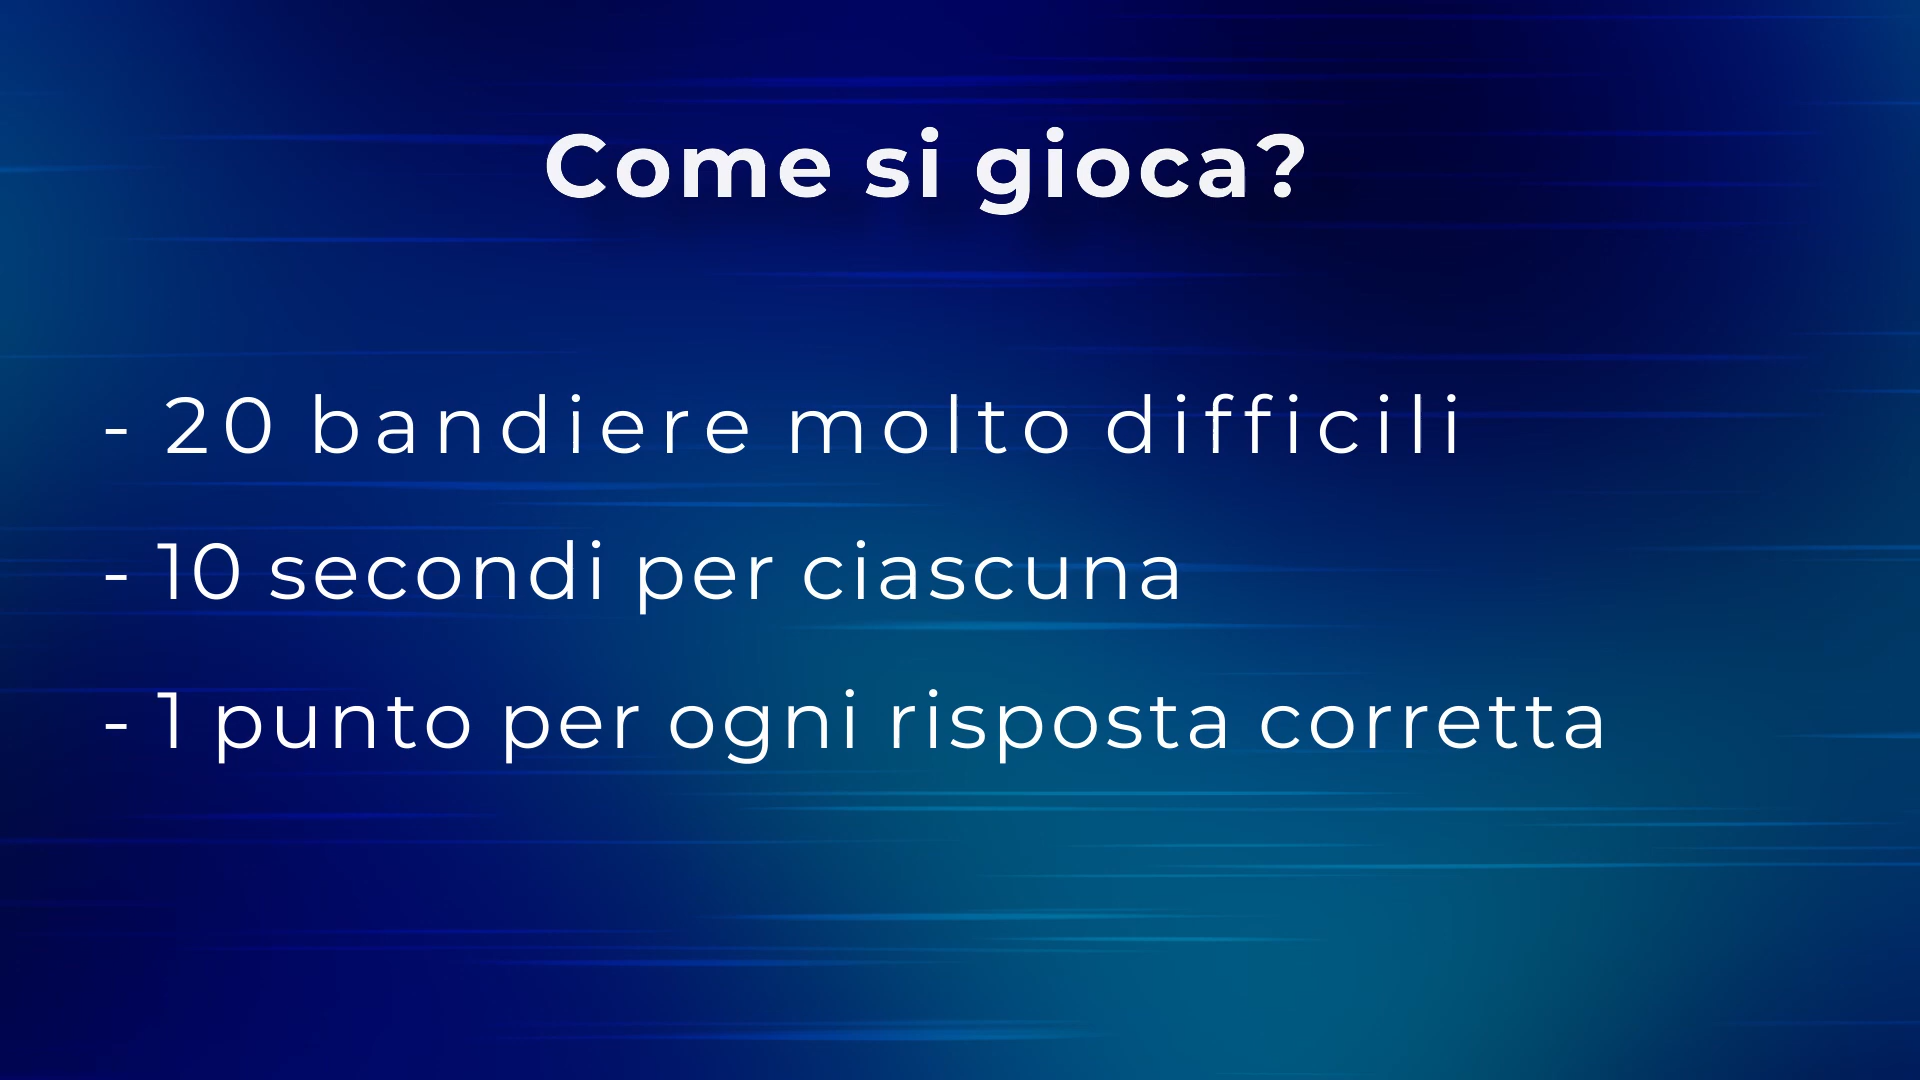 Come si gioca?
- 20 bandiere molto difficili
- 10 secondi per ciascuna
- 1 punto per ogni risposta corretta